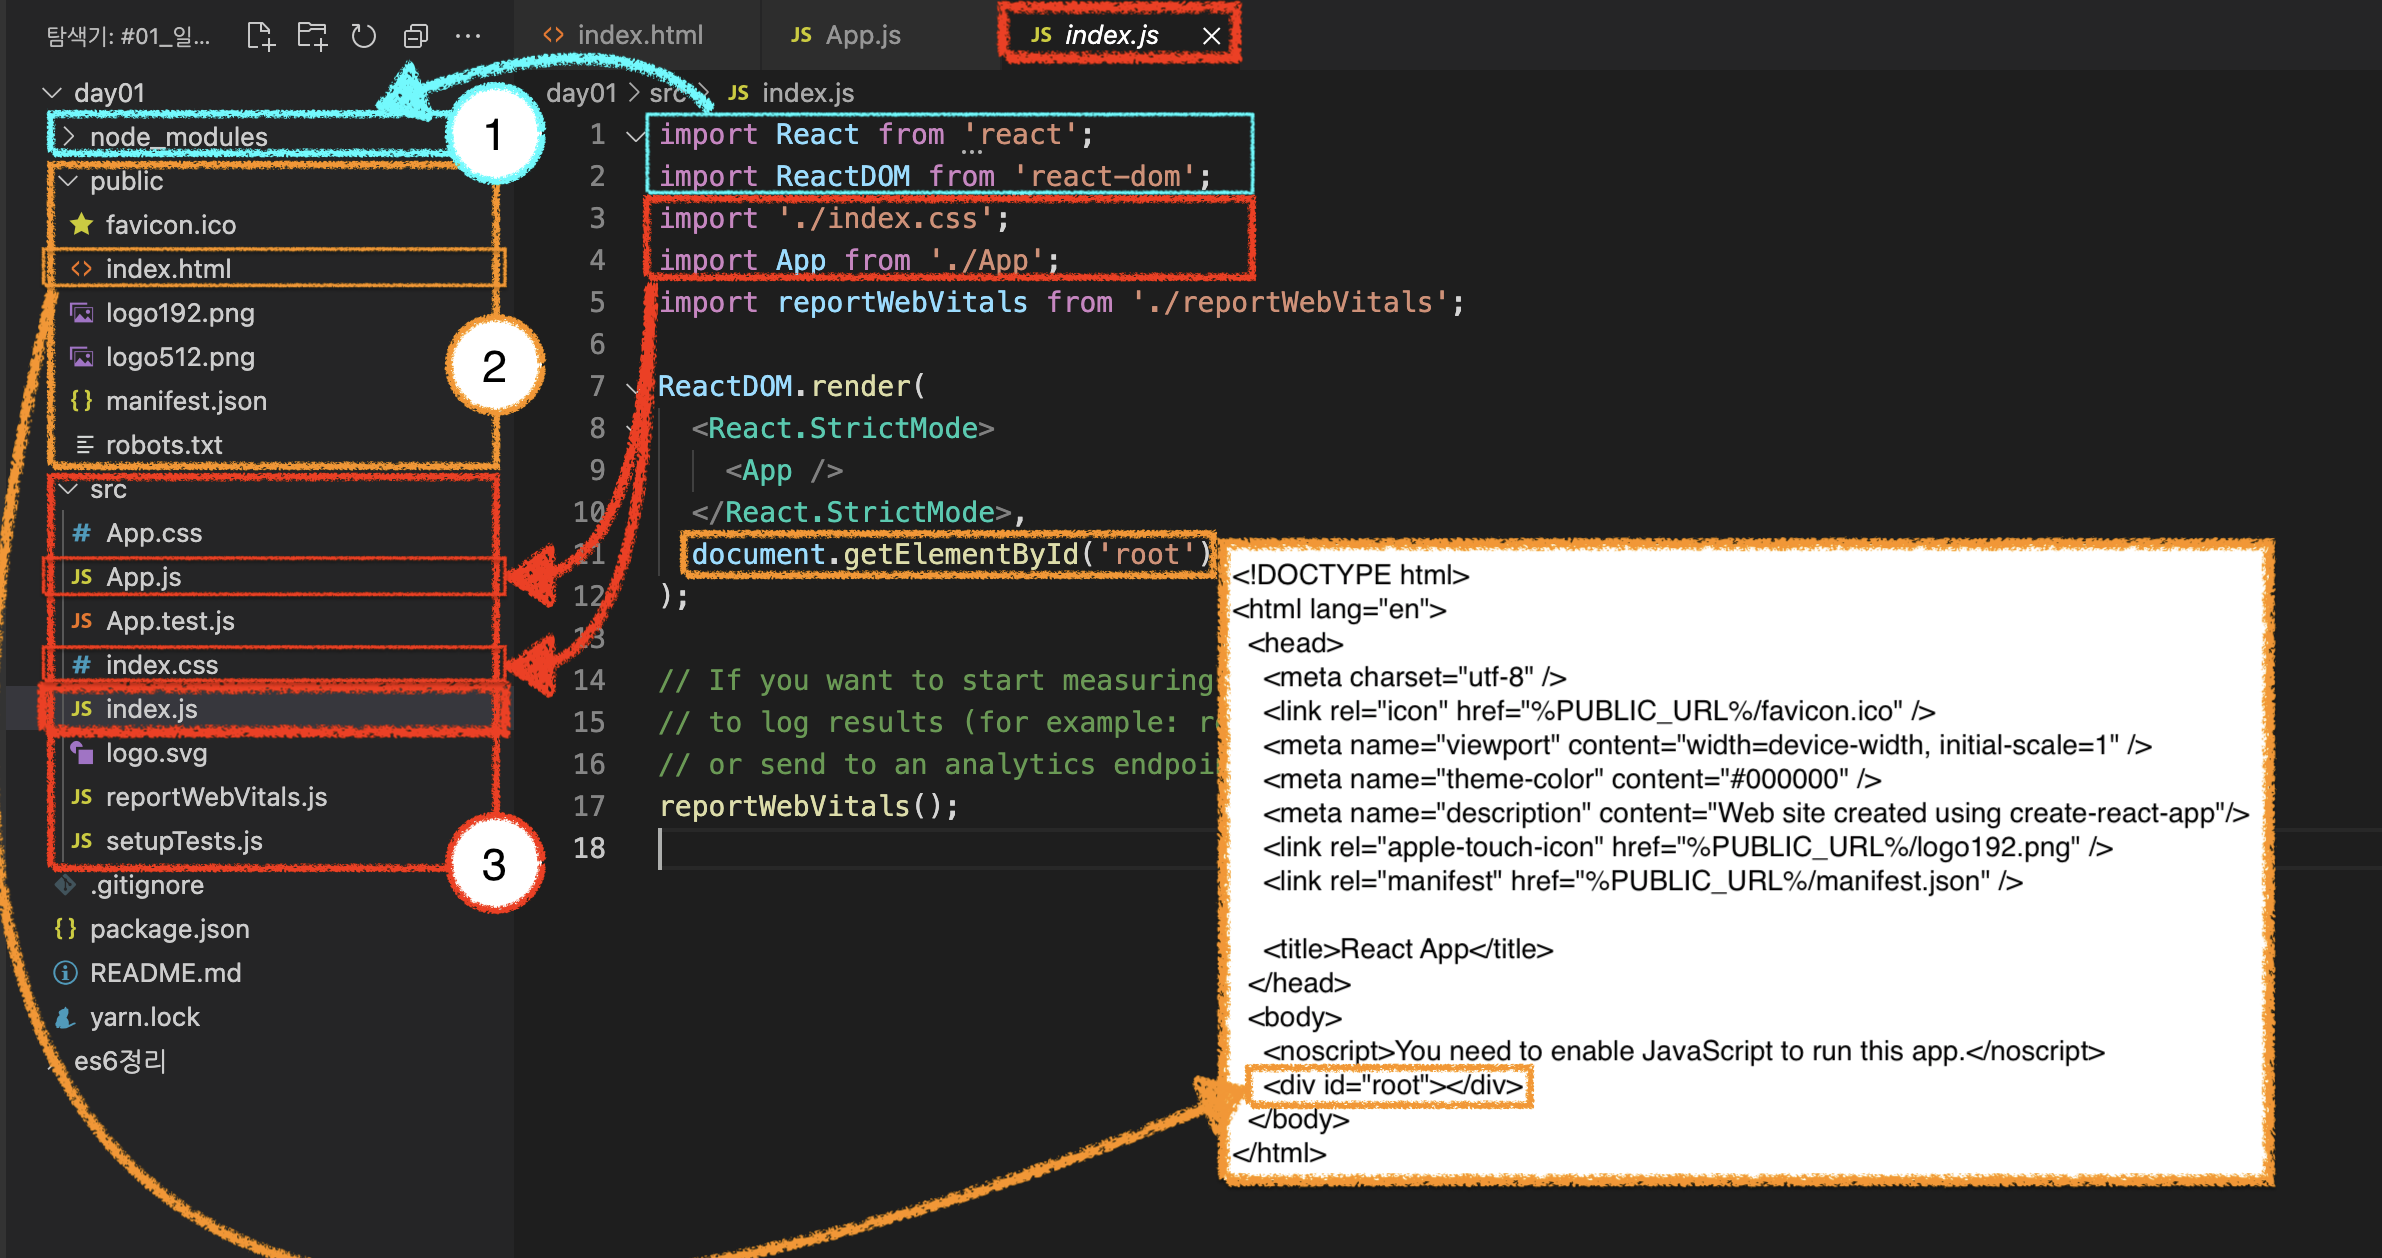 탐색기: #01_일...
day01
node_modules
public
favicon.ico
index.html
logo192.png
logo512.png
manifest.json
robots.txt
src
App.css
App.js
App.test.js
index.css
index.js
logo.svg
reportWebVitals.js
setupTests.js
.gitignore
package.json
README.md
yarn.lock
es6정리
1
2
3
index.html
JS App.js
JS index.js
day01 > src > JS index.js
1 import React from 'react';
2 import ReactDOM from 'react-dom';
3 import './index.css';
4 import App from './App';
5 import reportWebVitals from './reportWebVitals';
6
7 ReactDOM.render(
8 <React.StrictMode>
9 <App />
10 </React.StrictMode>,
11 document.getElementById('root')
12 );
13
14 // If you want to start measuring
15 // to log results (for example: re
16 // or send to an analytics endpoi
17 reportWebVitals();
18
<!DOCTYPE html>
<html lang="en">
<head>
<meta charset="utf-8" />
<link rel="icon" href="%PUBLIC_URL%/favicon.ico" />
<meta name="viewport" content="width=device-width, initial-scale=1" />
<meta name="theme-color" content="#000000" />
<meta name="description" content="Web site created using create-react-app"/>
<link rel="apple-touch-icon" href="%PUBLIC_URL%/logo192.png" />
<link rel="manifest" href="%PUBLIC_URL%/manifest.json" />
<title>React App</title>
</head>
<body>
<noscript>You need to enable JavaScript to run this app.</noscript>
<div id="root"></div>
</body>
</html>